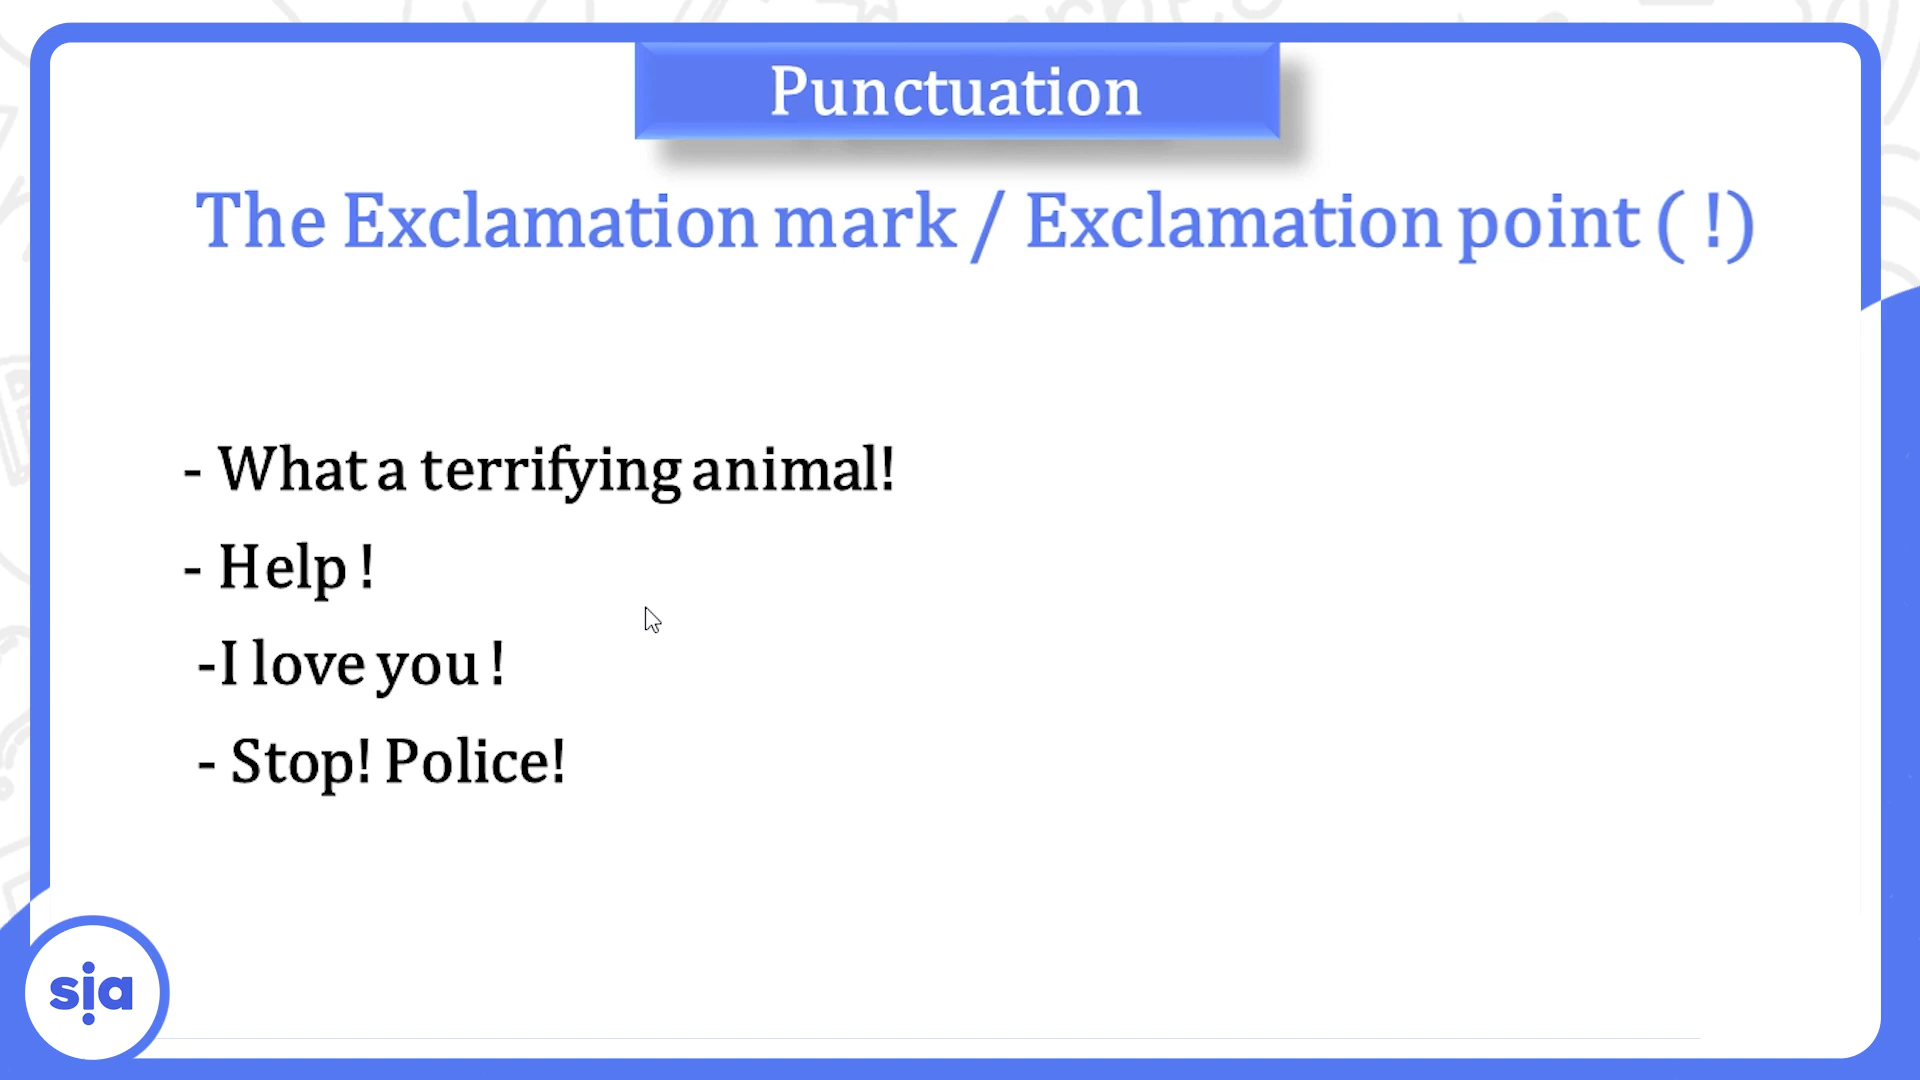 Punctuation
The Exclamation mark / Exclamation point ( !)
- What a terrifying animal!
- Help !
-I love you !
- Stop! Police!
sia